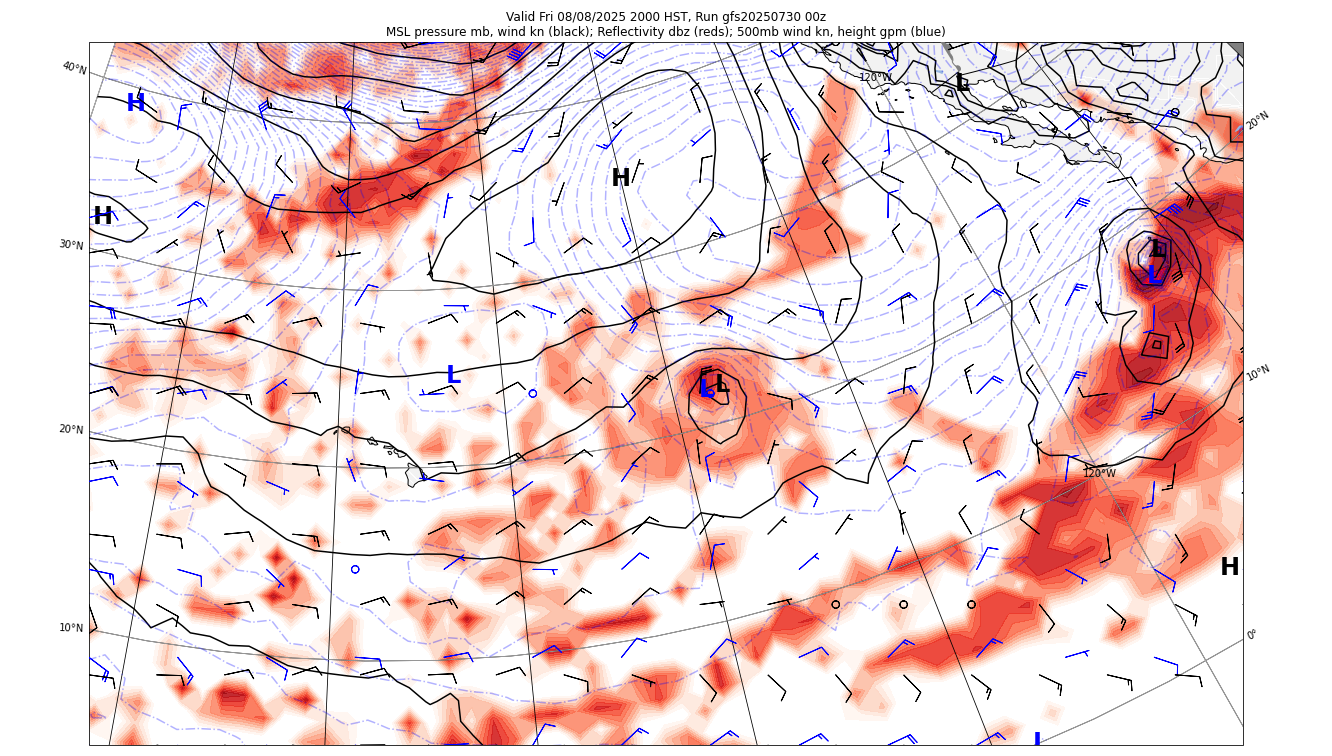 Valid Fri 08/08/2025 2000 HST, Run gfs20250730 00z
MSL pressure mb, wind kn (black); Reflectivity dbz (reds); 500mb wind kn, height gpm (blue)
40°N
120°W
L
H
20°N
H
H
30°N
L
L
L
10°N
L
L
20°N
120°W
H
10°N
0°
L